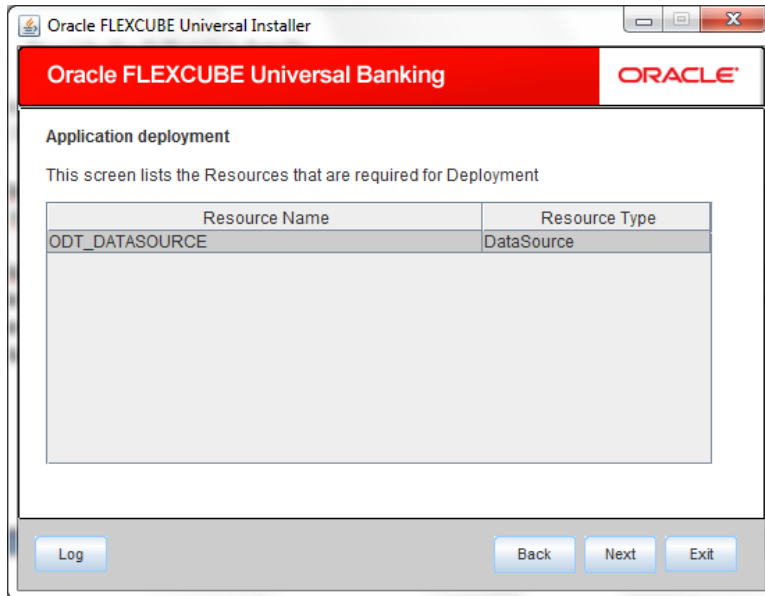 Oracle FLEXCUBE Universal Installer
Oracle FLEXCUBE Universal Banking
ORACLE
Application deployment
This screen lists the Resources that are required for Deployment
Resource Name Resource Type
ODT_DATASOURCE DataSource
Log Back Next Exit